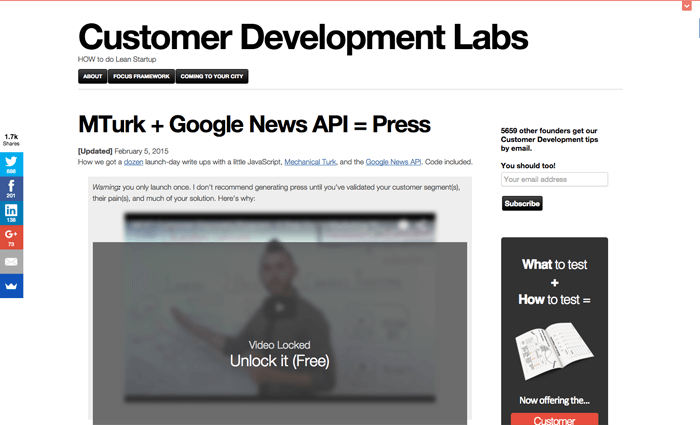 Customer Development Labs
HOW to do Lean Startup
ABOUT
FOCUS FRAMEWORK
COMING TO YOUR CITY
1.7k
Shares
698
201
136
G+
73
MTurk + Google News API = Press
[Updated] February 5, 2015
How we got a dozen launch-day write ups with a little JavaScript, Mechanical Turk, and the Google News API. Code included.
Warning: you only launch once. I don't recommend generating press until you've validated your customer segment(s),
their pain(s), and much of your solution. Here's why:
Video Locked
Unlock it (Free)
5659 other founders get our
Customer Development tips
by email.
You should too!
Your email address
Subscribe
What to test
+
How to test =
Now offering the...
Customer